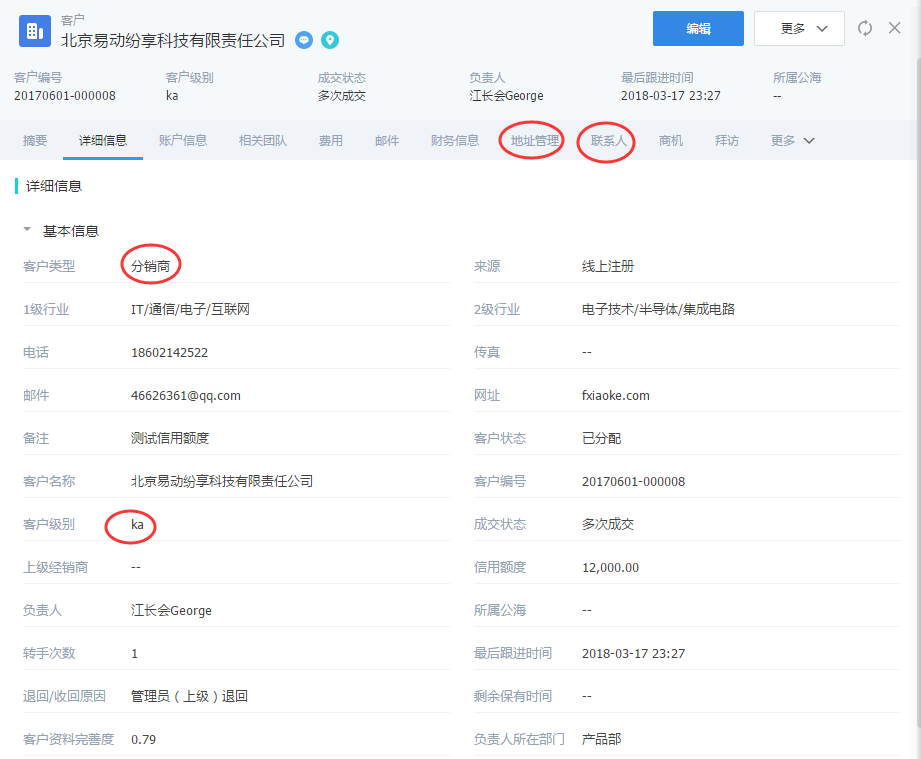 客户
北京易动纷享科技有限责任公司
编辑 更多
客户编号 客户级别 成交状态 负责人 最后跟进时间 所属公海
20170601-000008 ka 多次成交 江长会George 2018-03-17 23:27 --
摘要 详细信息 账户信息 相关团队 费用 邮件 财务信息 地址管理 联系人 商机 拜访 更多
详细信息
基本信息
客户类型 分销商 来源 线上注册
1级行业 IT/通信/电子/互联网 2级行业 电子技术/半导体/集成电路
电话 18602142522 传真 --
邮件 46626361@qq.com 网址 fxiaoke.com
备注 测试信用额度 客户状态 已分配
客户名称 北京易动纷享科技有限责任公司 客户编号 20170601-000008
客户级别 ka 成交状态 多次成交
上级经销商 -- 信用额度 12,000.00
负责人 江长会George 所属公海 --
转手次数 1 最后跟进时间 2018-03-17 23:27
退回/收回原因 管理员（上级）退回 剩余保有时间 --
客户资料完善度 0.79 负责人所在部门 产品部